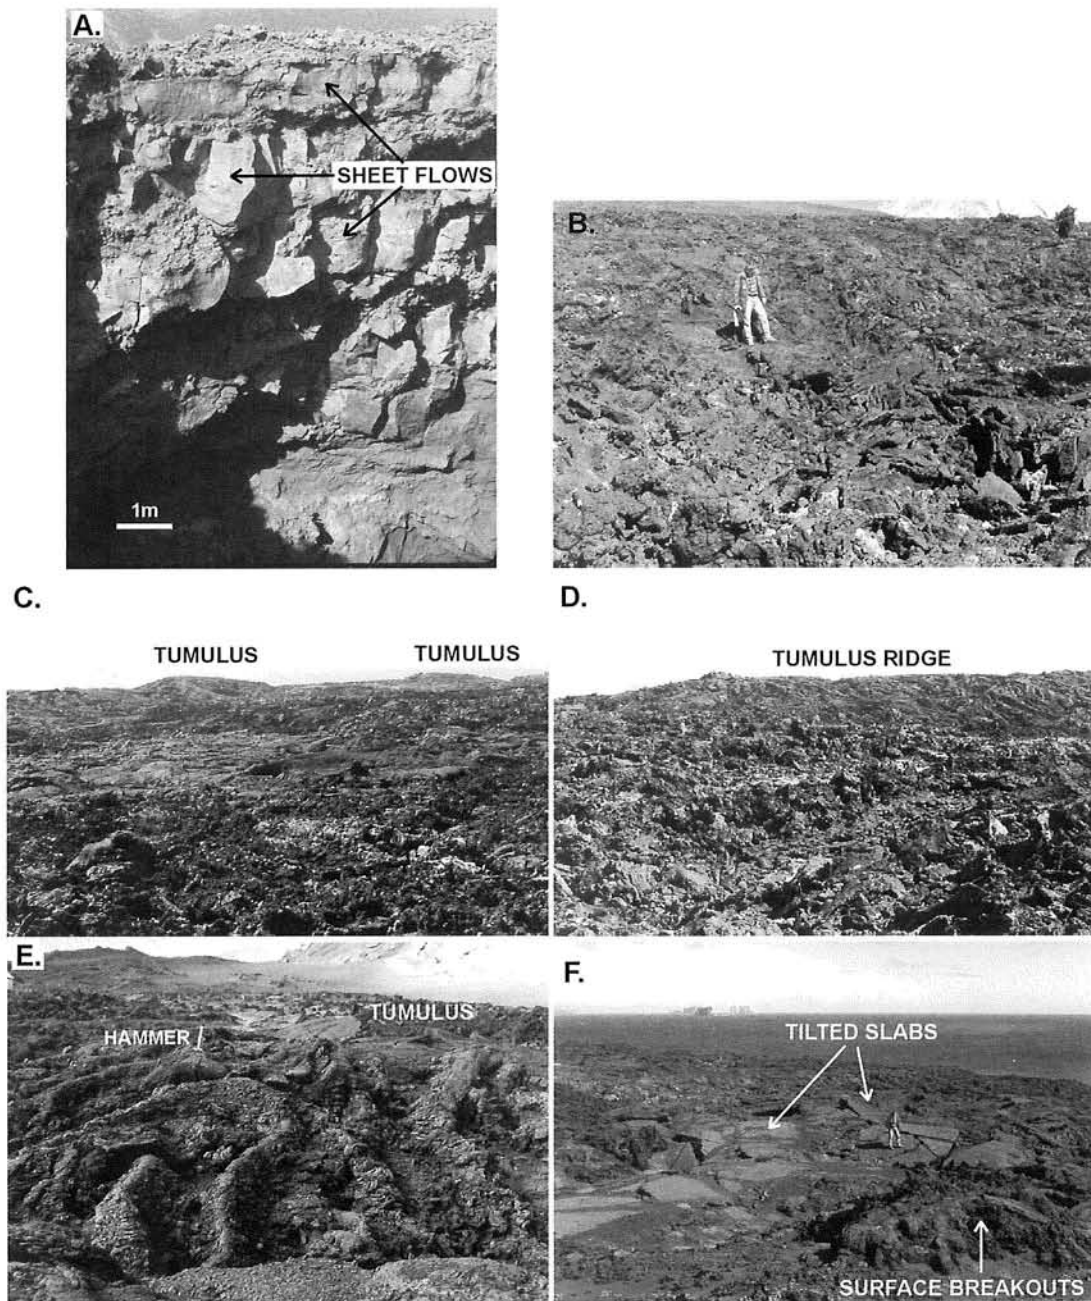 A.
SHEET FLOWS
1m
B.
C.
TUMULUS
TUMULUS
D.
TUMULUS RIDGE
E.
TUMULUS
HAMMER
F.
TILTED SLABS
SURFACE BREAKOUTS